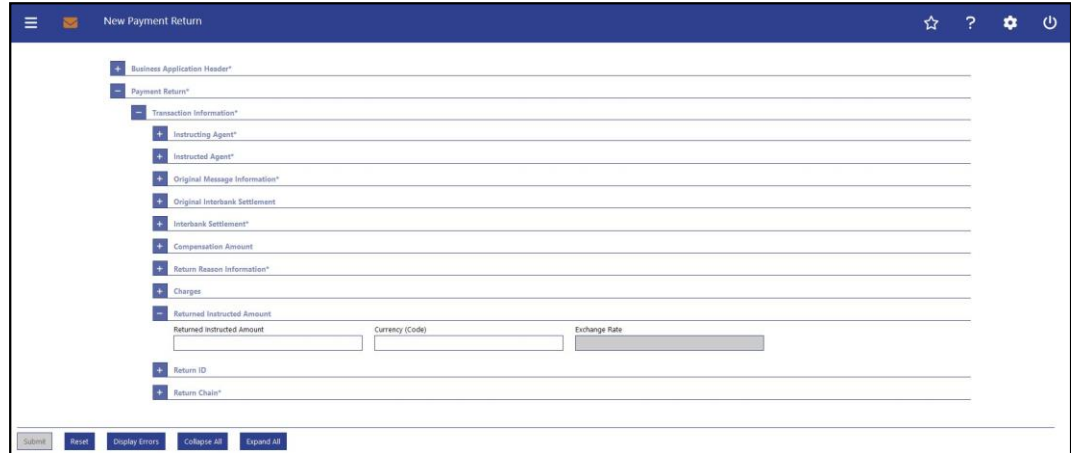 New Payment Return
?
+ Business Application Header*
- Payment Return*
- Transaction Information*
+ Instructing Agent*
+ Instructed Agent*
+ Original Message Information*
+ Original Interbank Settlement
+ Interbank Settlement*
+ Compensation Amount
+ Return Reason Information*
+ Charges
- Returned Instructed Amount
Returned Instructed Amount Currency (Code) Exchange Rate
+ Return ID
+ Return Chain*
Submit Reset Display Errors Collapse All Expand All